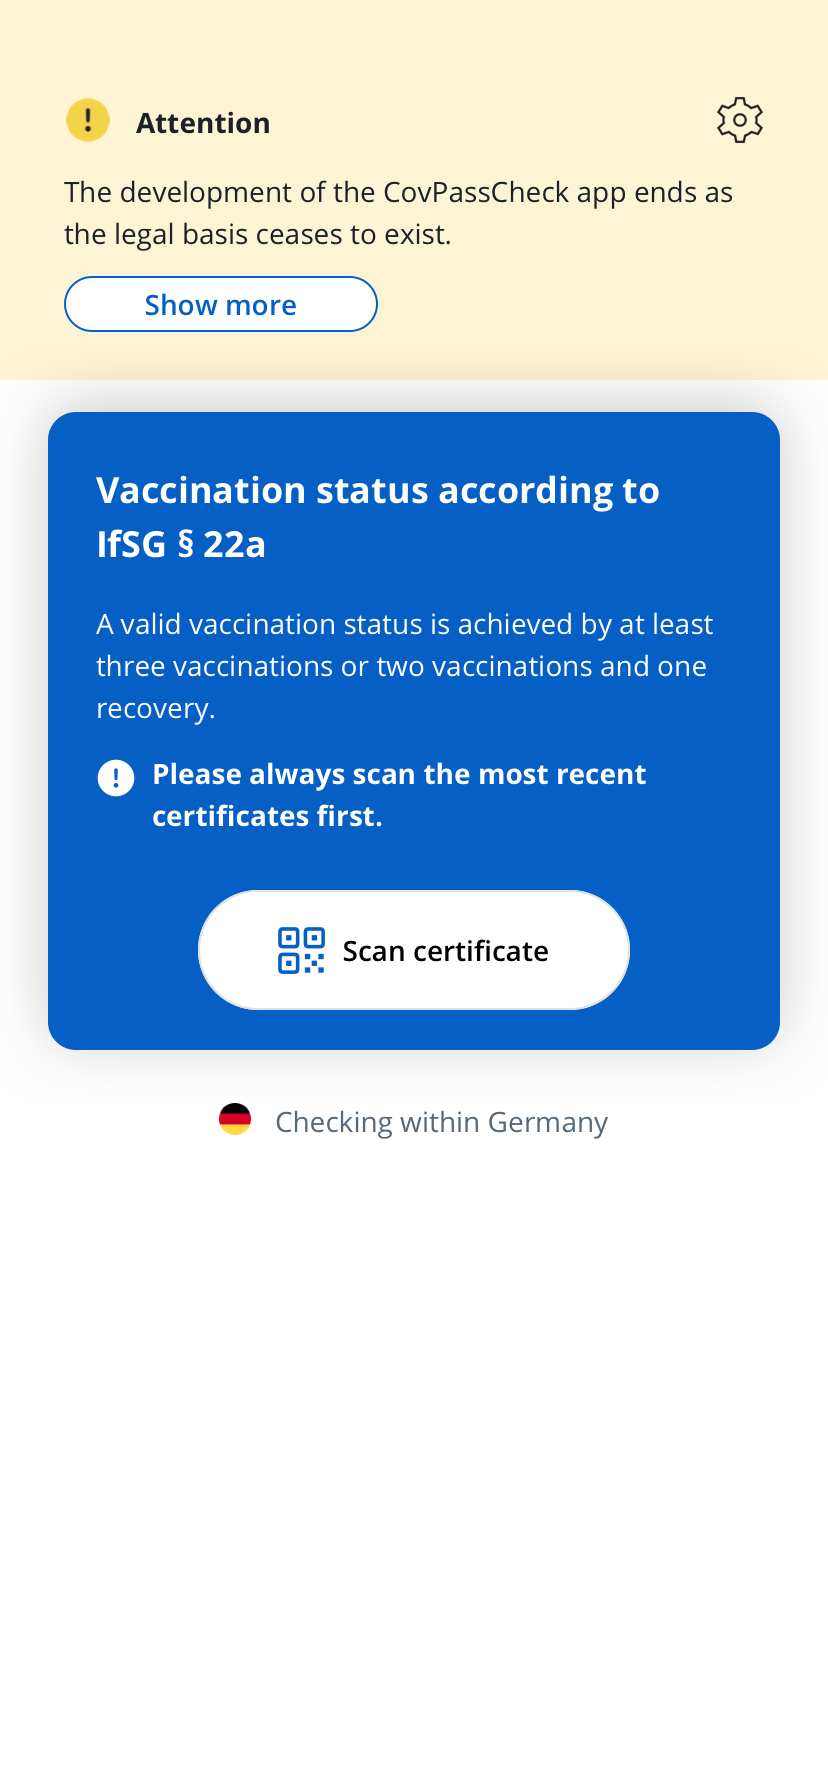 Attention
The development of the CovPassCheck app ends as
the legal basis ceases to exist.
Show more
Vaccination status according to
IfSG § 22a
A valid vaccination status is achieved by at least
three vaccinations or two vaccinations and one
recovery.
Please always scan the most recent
certificates first.
Scan certificate
Checking within Germany